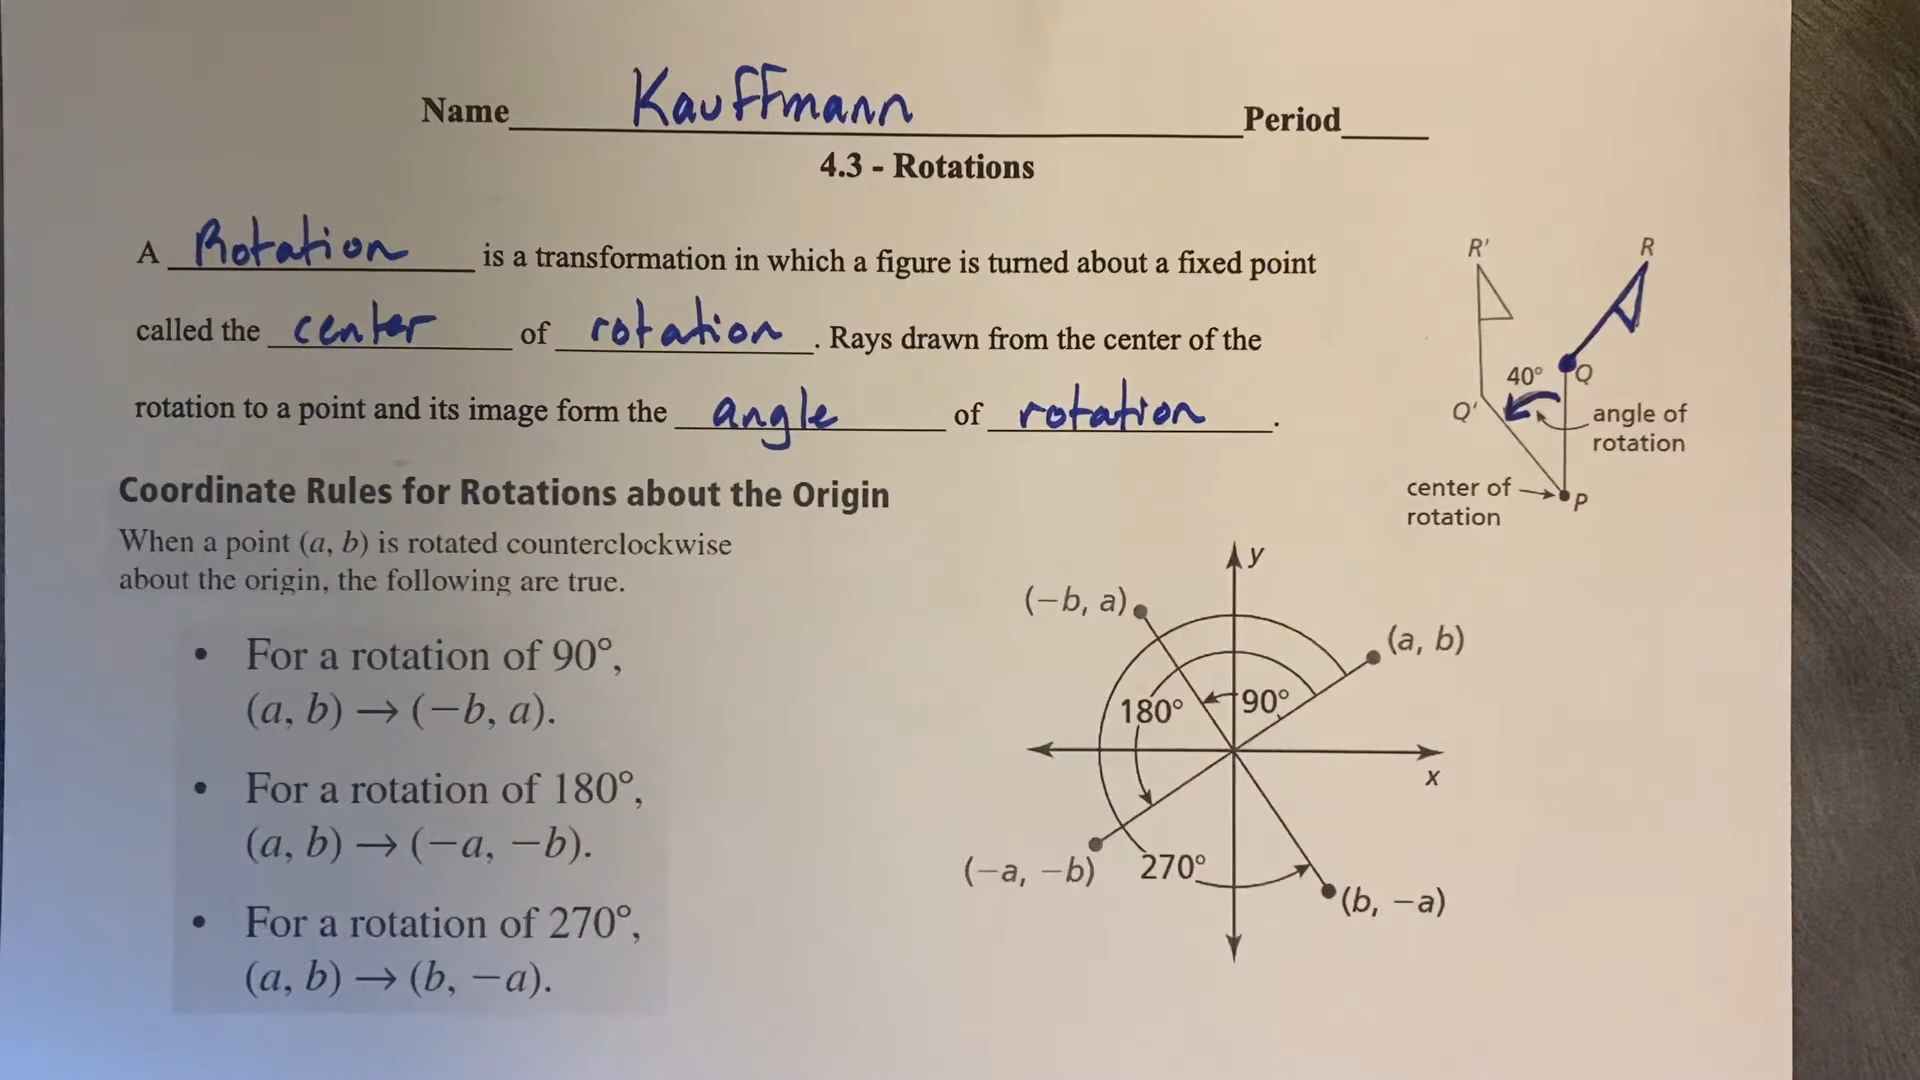 Name Kauffmann Period
4.3 - Rotations
A Rotation is a transformation in which a figure is turned about a fixed point
called the center of rotation. Rays drawn from the center of the
rotation to a point and its image form the angle of rotation.
R'
R
40°
Q
Q'
angle of
rotation
center of
rotation
P
Coordinate Rules for Rotations about the Origin
When a point (a, b) is rotated counterclockwise
about the origin, the following are true.
• For a rotation of 90°,
(a, b) → (−b, a).
• For a rotation of 180°,
(a, b) → (−a, −b).
• For a rotation of 270°,
(a, b) → (b, −a).
y
(−b, a)
(a, b)
180°
90°
x
(−a, −b)
270°
(b, −a)